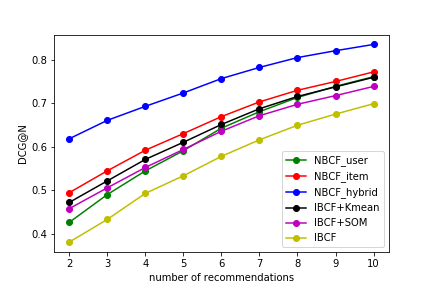 0.8
0.7
0.6
0.5
0.4
DCG@N
2 3 4 5 6 7 8 9 10
number of recommendations
NBCF_user
NBCF_item
NBCF_hybrid
IBCF+Kmean
IBCF+SOM
IBCF